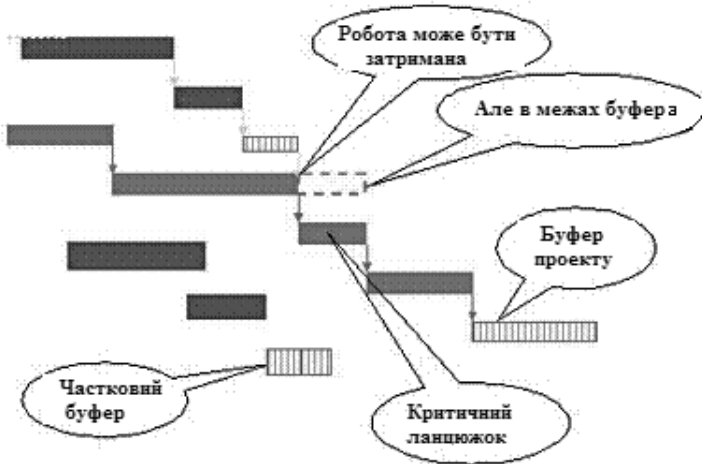 Робота може бути
затримана
Але в межах буфера
Буфер
проекту
Частковий
буфер
Критичний
ланцюжок